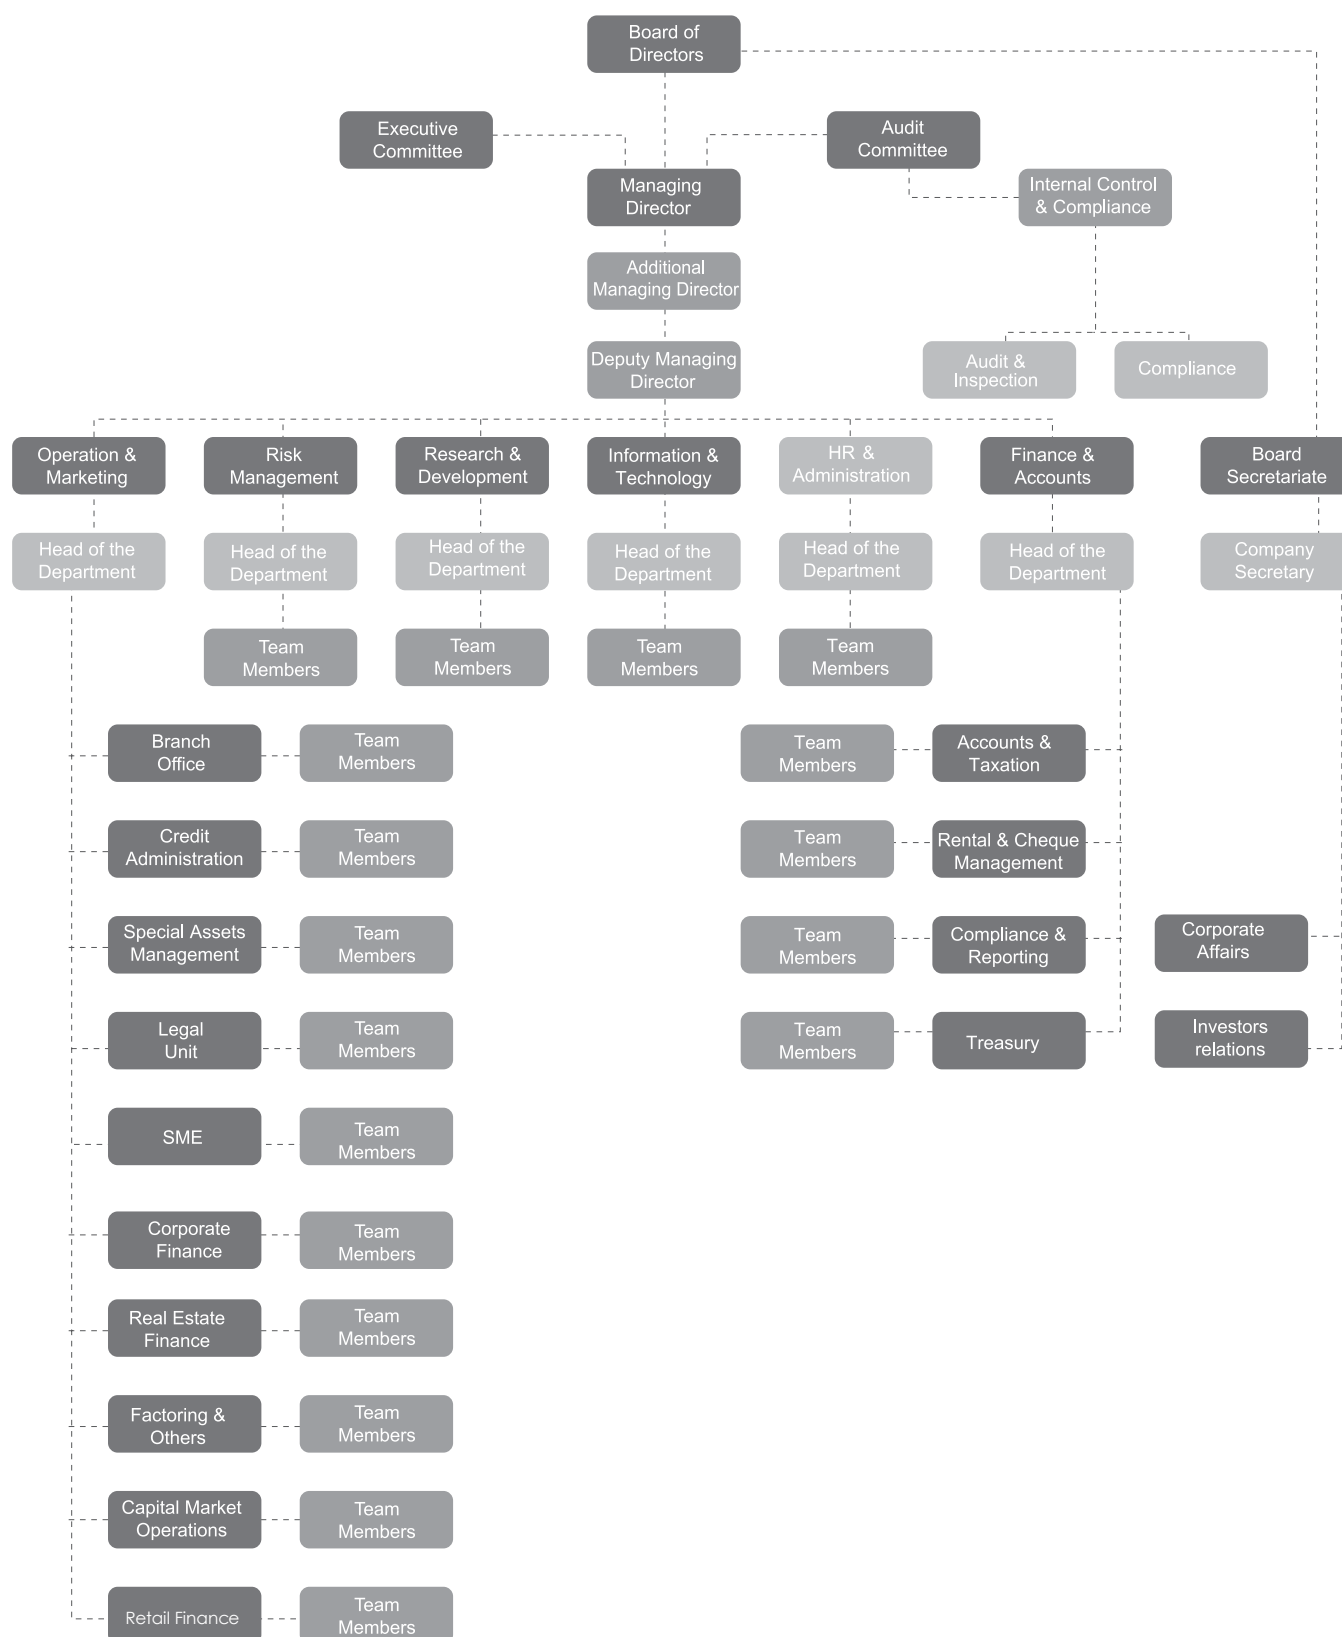 Board of
Directors
Executive
Committee
Audit
Committee
Managing
Director
Internal Control
& Compliance
Additional
Managing Director
Deputy Managing
Director
Audit &
Inspection
Compliance
Operation &
Marketing
Risk
Management
Research &
Development
Information &
Technology
HR &
Administration
Finance &
Accounts
Board
Secretariate
Head of the
Department
Head of the
Department
Head of the
Department
Head of the
Department
Head of the
Department
Head of the
Department
Company
Secretary
Team
Members
Team
Members
Team
Members
Team
Members
Branch
Office
Team
Members
Team
Members
Accounts &
Taxation
Credit
Administration
Team
Members
Team
Members
Rental & Cheque
Management
Special Assets
Management
Team
Members
Team
Members
Compliance &
Reporting
Corporate
Affairs
Legal
Unit
Team
Members
Team
Members
Treasury
Investors
relations
SME
Team
Members
Corporate
Finance
Team
Members
Real Estate
Finance
Team
Members
Factoring &
Others
Team
Members
Capital Market
Operations
Team
Members
Retail Finance
Team
Members